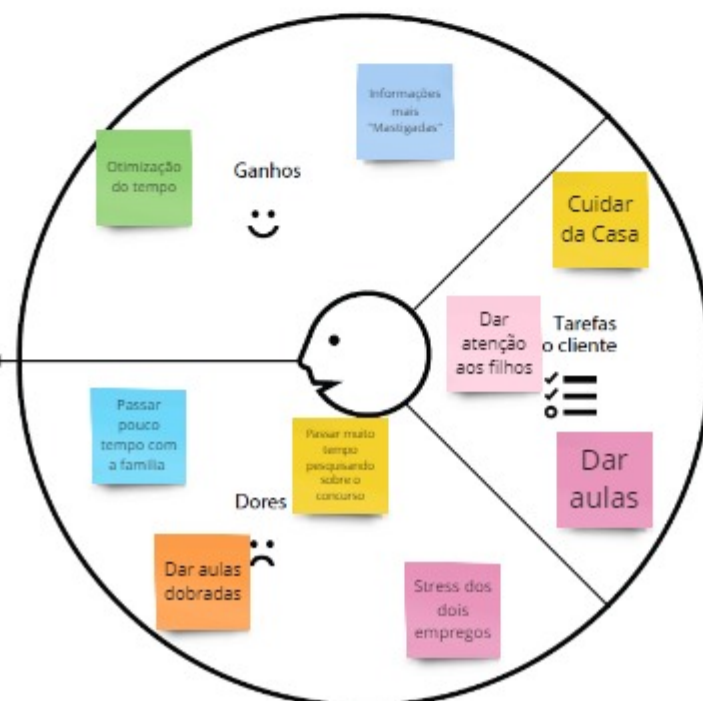 Informações
mais
"Mastigadas"
Otimização
do tempo
Ganhos
Cuidar
da Casa
Dar
atenção
aos filhos
Tarefas
o cliente
Passar
pouco
tempo com
a familia
Passar muito
tempo
pesquisando
sobre o
concurso
Dar
aulas
Dores
Dar aulas
dobradas
Stress dos
dois
empregos